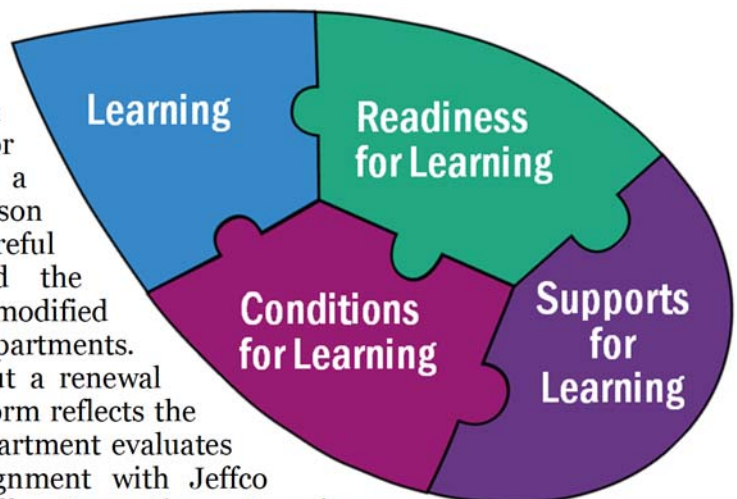 Learning
Readiness
for Learning
Conditions
for Learning
Supports
for
Learning
or
a
son
reful
d the
modified
partments.
ut a renewal
orm reflects the
artment evaluates
gnment with Jeffco